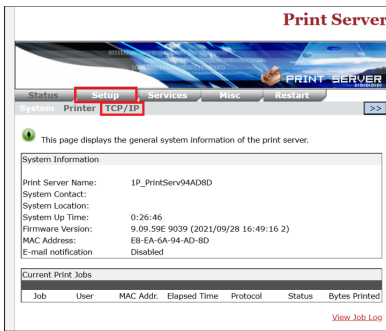 Print Server
PRINT SERVER
Status Setup Services Misc Restart
System Printer TCP/IP >>
This page displays the general system information of the print server.
System Information
Print Server Name: 1P_PrintServ94AD8D
System Contact:
System Location:
System Up Time: 0:26:46
Firmware Version: 9.09.59E 9039 (2021/09/28 16:49:16 2)
MAC Address: E8-EA-6A-94-AD-8D
E-mail notification Disabled
Current Print Jobs
Job User MAC Addr. Elapsed Time Protocol Status Bytes Printed
View Job Log